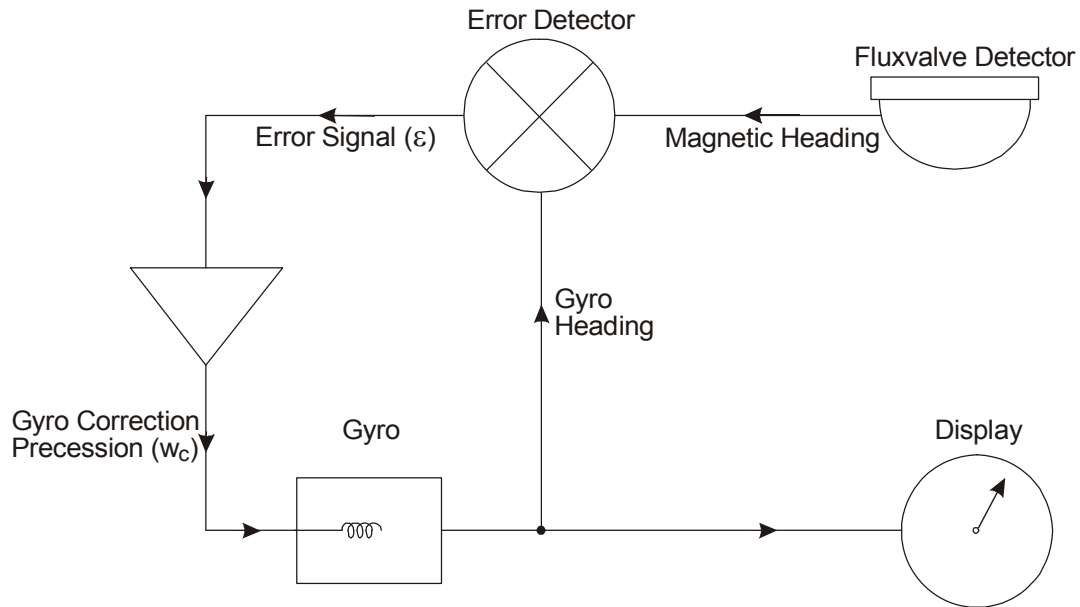 Error Detector
Fluxvalve Detector
Error Signal (ε)
Magnetic Heading
Gyro
Heading
Gyro Correction
Precession (wc)
Gyro
Display